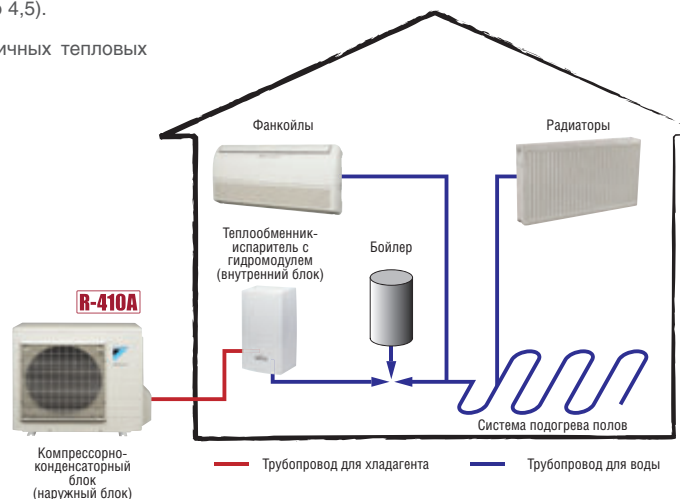 о 4,5).
ичных тепловых
Фанкойлы
Радиаторы
Теплообменник-
испаритель с
гидромодулем
(внутренний блок)
Бойлер
R-410A
Система подогрева полов
Компрессорно-
конденсаторный
блок
(наружный блок)
Трубопровод для хладагента
Трубопровод для воды